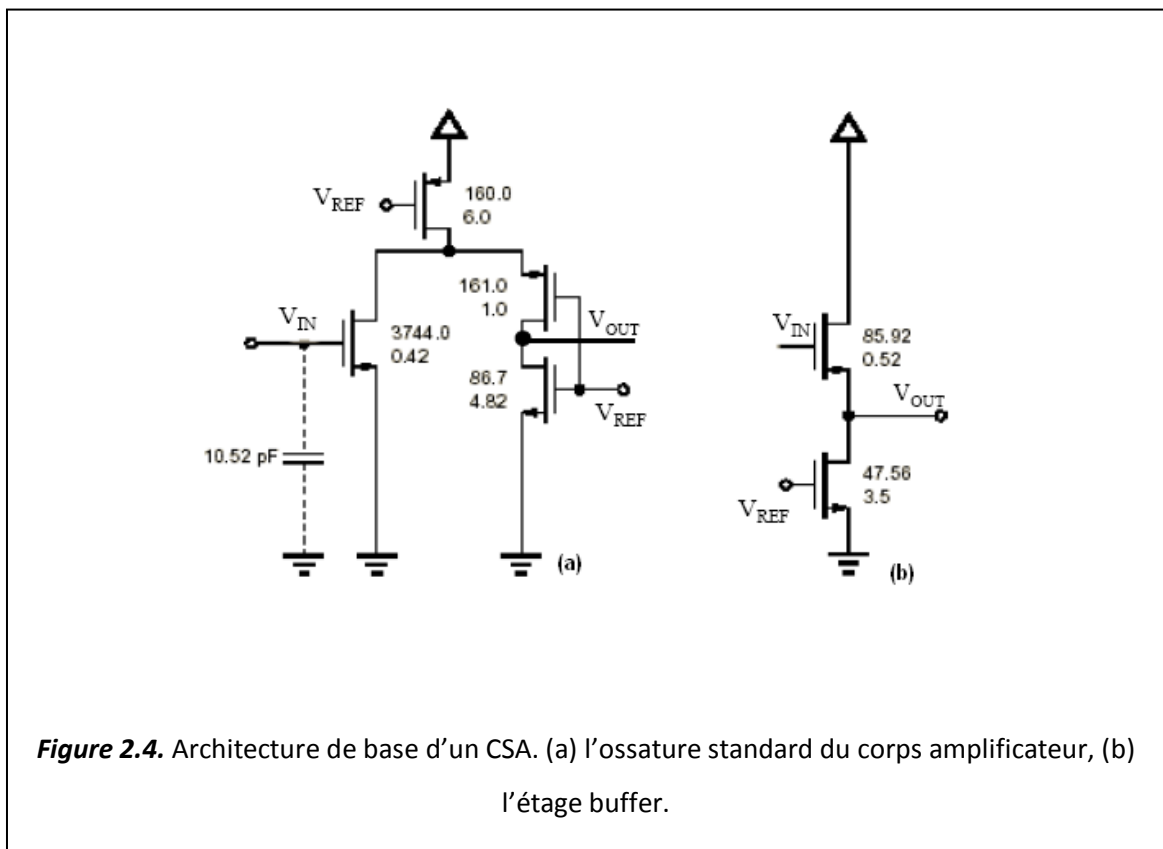 V_REF
160.0
6.0
161.0
1.0
V_IN
3744.0
0.42
V_OUT
86.7
4.82
V_REF
10.52 pF
(a)
V_IN
85.92
0.52
V_OUT
47.56
3.5
V_REF
(b)
Figure 2.4. Architecture de base d’un CSA. (a) l’ossature standard du corps amplificateur, (b)
l’étage buffer.